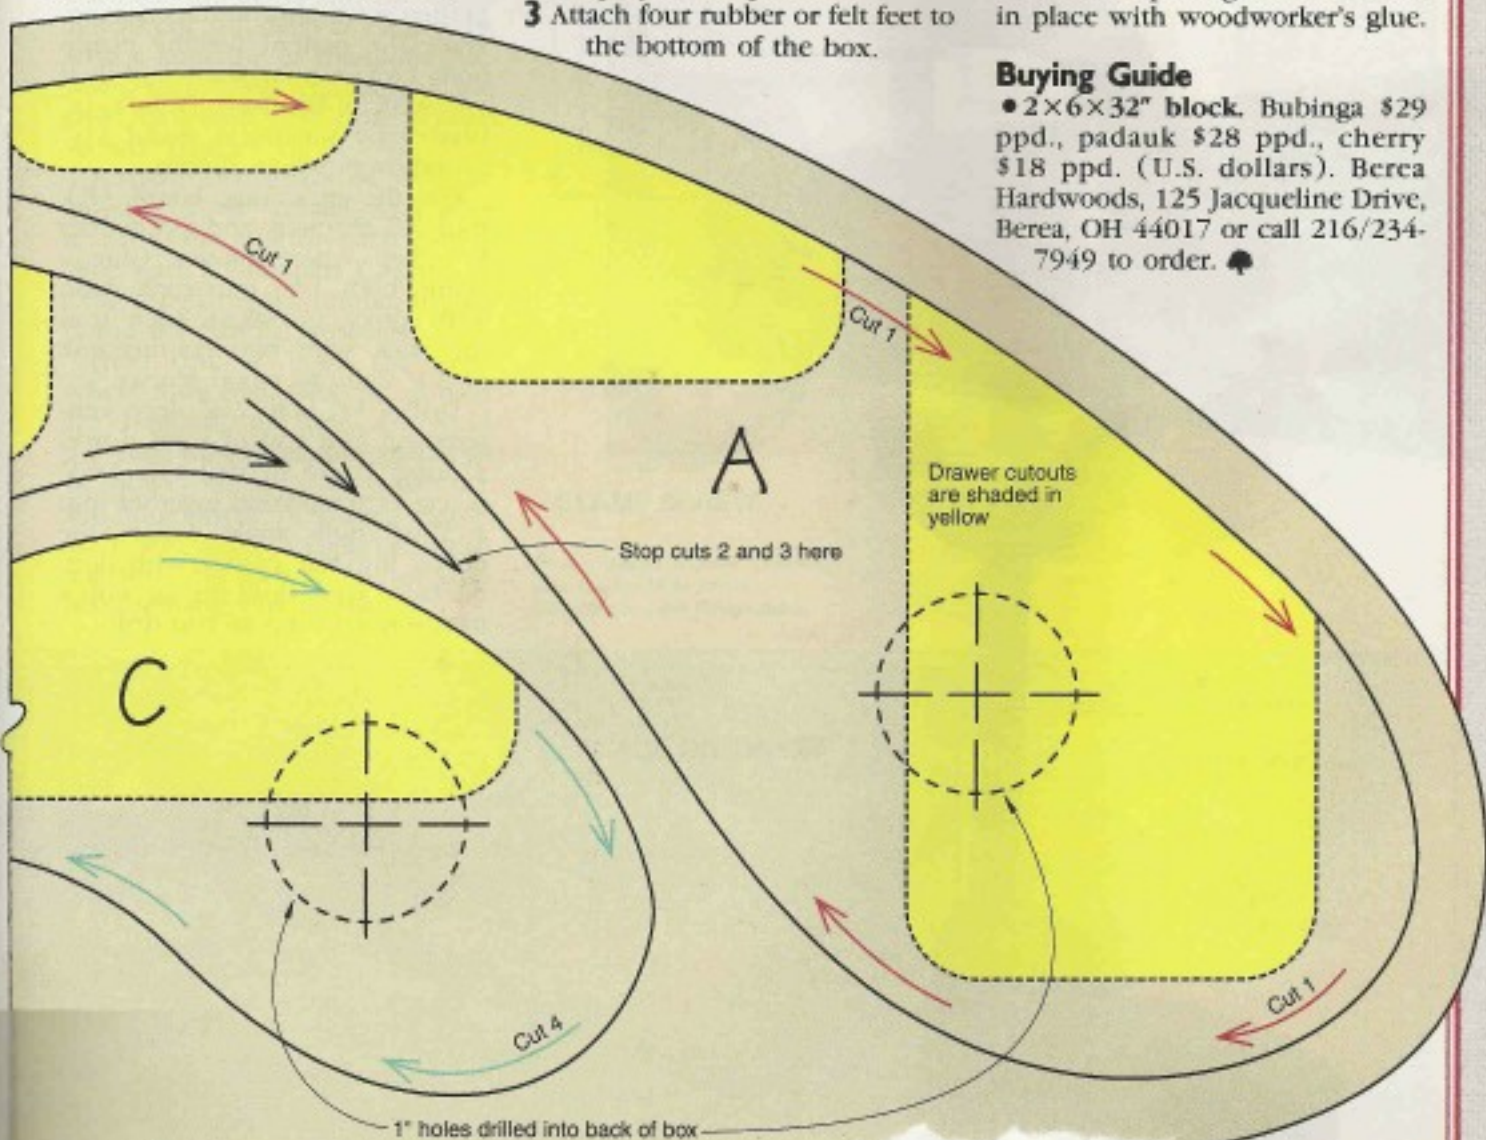 3 Attach four rubber or felt feet to
the bottom of the box.
in place with woodworker's glue.
Buying Guide
● 2×6×32" block. Bubinga $29
ppd., padauk $28 ppd., cherry
$18 ppd. (U.S. dollars). Berea
Hardwoods, 125 Jacqueline Drive,
Berea, OH 44017 or call 216/234-
7949 to order.
Cut 1
Cut 1
A
Drawer cutouts
are shaded in
yellow
Stop cuts 2 and 3 here
C
Cut 1
Cut 4
1" holes drilled into back of box